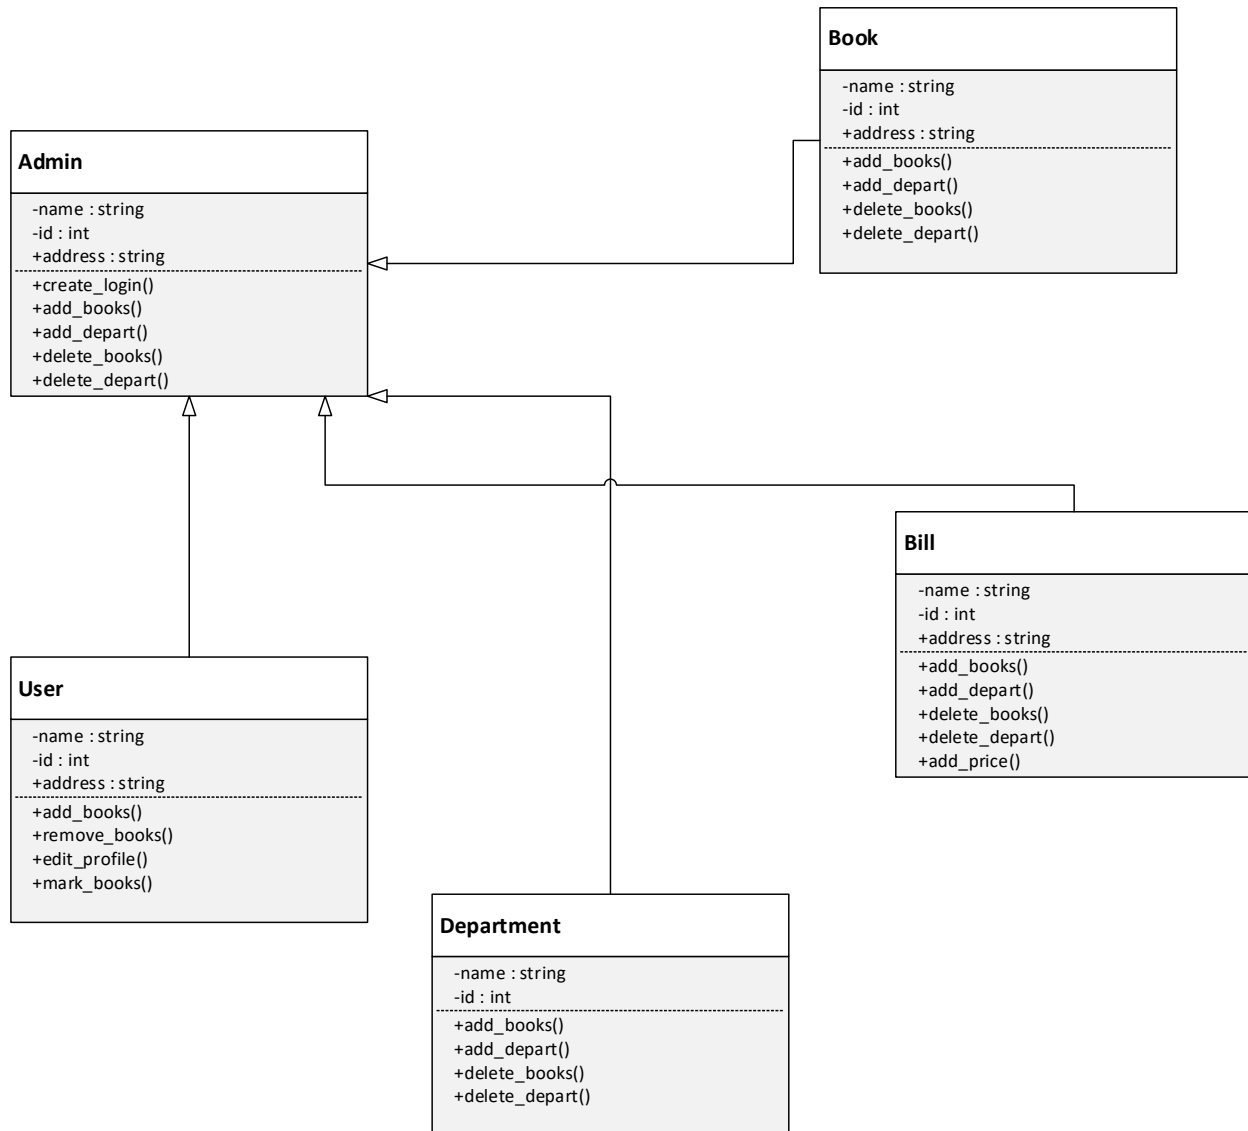 Book
-name : string
-id : int
+address : string
+add_books()
+add_depart()
+delete_books()
+delete_depart()
Admin
-name : string
-id : int
+address : string
+create_login()
+add_books()
+add_depart()
+delete_books()
+delete_depart()
Bill
-name : string
-id : int
+address : string
+add_books()
+add_depart()
+delete_books()
+delete_depart()
+add_price()
User
-name : string
-id : int
+address : string
+add_books()
+remove_books()
+edit_profile()
+mark_books()
Department
-name : string
-id : int
+add_books()
+add_depart()
+delete_books()
+delete_depart()